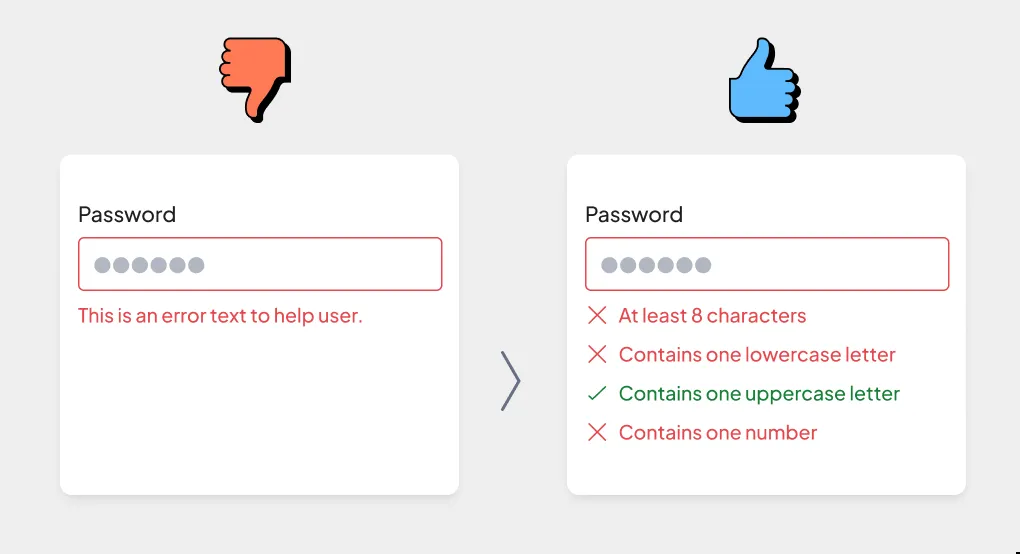 Password
This is an error text to help user.
Password
At least 8 characters
Contains one lowercase letter
Contains one uppercase letter
Contains one number